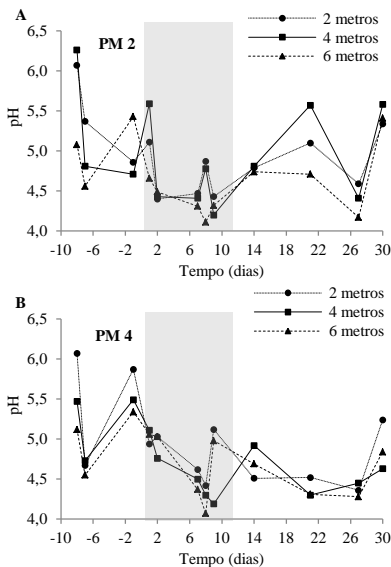 A
PM 2
2 metros
4 metros
6 metros
6,5
6,0
5,5
5,0
4,5
4,0
pH
-10 -6 -2 2 6 10 14 18 22 26 30
Tempo (dias)
B
PM 4
2 metros
4 metros
6 metros
6,5
6,0
5,5
5,0
4,5
4,0
pH
-10 -6 -2 2 6 10 14 18 22 26 30
Tempo (dias)